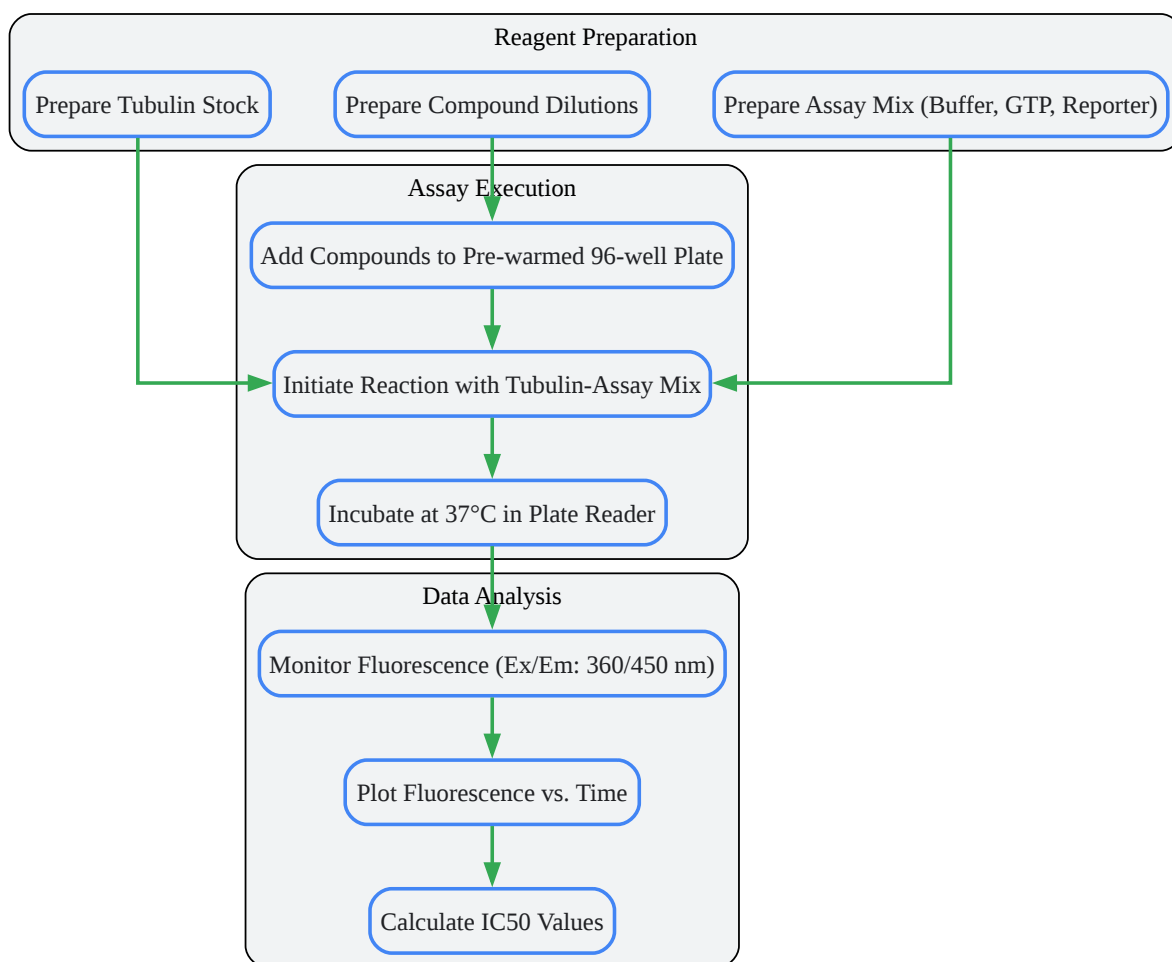 Reagent Preparation
Prepare Tubulin Stock
Prepare Compound Dilutions
Prepare Assay Mix (Buffer, GTP, Reporter)
Assay Execution
Add Compounds to Pre-warmed 96-well Plate
Initiate Reaction with Tubulin-Assay Mix
Incubate at 37°C in Plate Reader
Data Analysis
Monitor Fluorescence (Ex/Em: 360/450 nm)
Plot Fluorescence vs. Time
Calculate IC50 Values